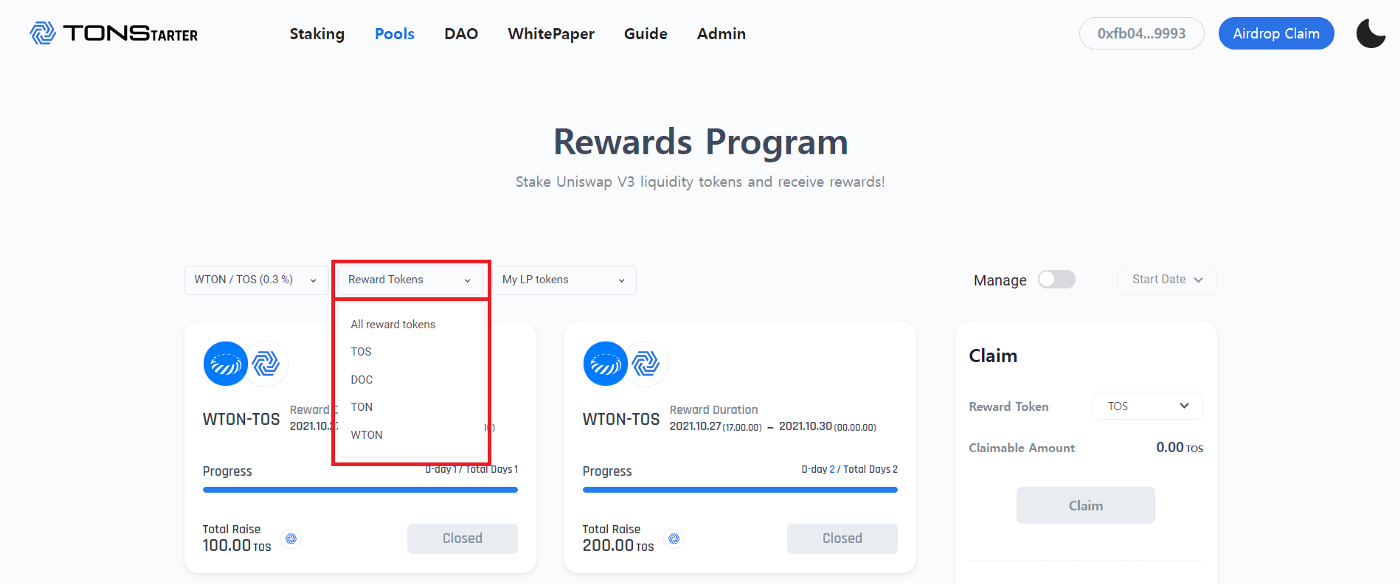 TONSTARTER
Staking Pools DAO WhitePaper Guide Admin
0xfb04...9993 Airdrop Claim
Rewards Program
Stake Uniswap V3 liquidity tokens and receive rewards!
WTON / TOS (0.3 %) Reward Tokens My LP tokens
Manage Start Date
All reward tokens
TOS
DOC
TON
WTON
WTON-TOS
Reward
2021.10.27
Progress D-day 1 / Total Days 1
Total Raise
100.00 TOS
Closed
WTON-TOS
Reward Duration
2021.10.27 (17.00.00) – 2021.10.30 (00.00.00)
Progress D-day 2 / Total Days 2
Total Raise
200.00 TOS
Closed
Claim
Reward Token TOS
Claimable Amount 0.00 TOS
Claim